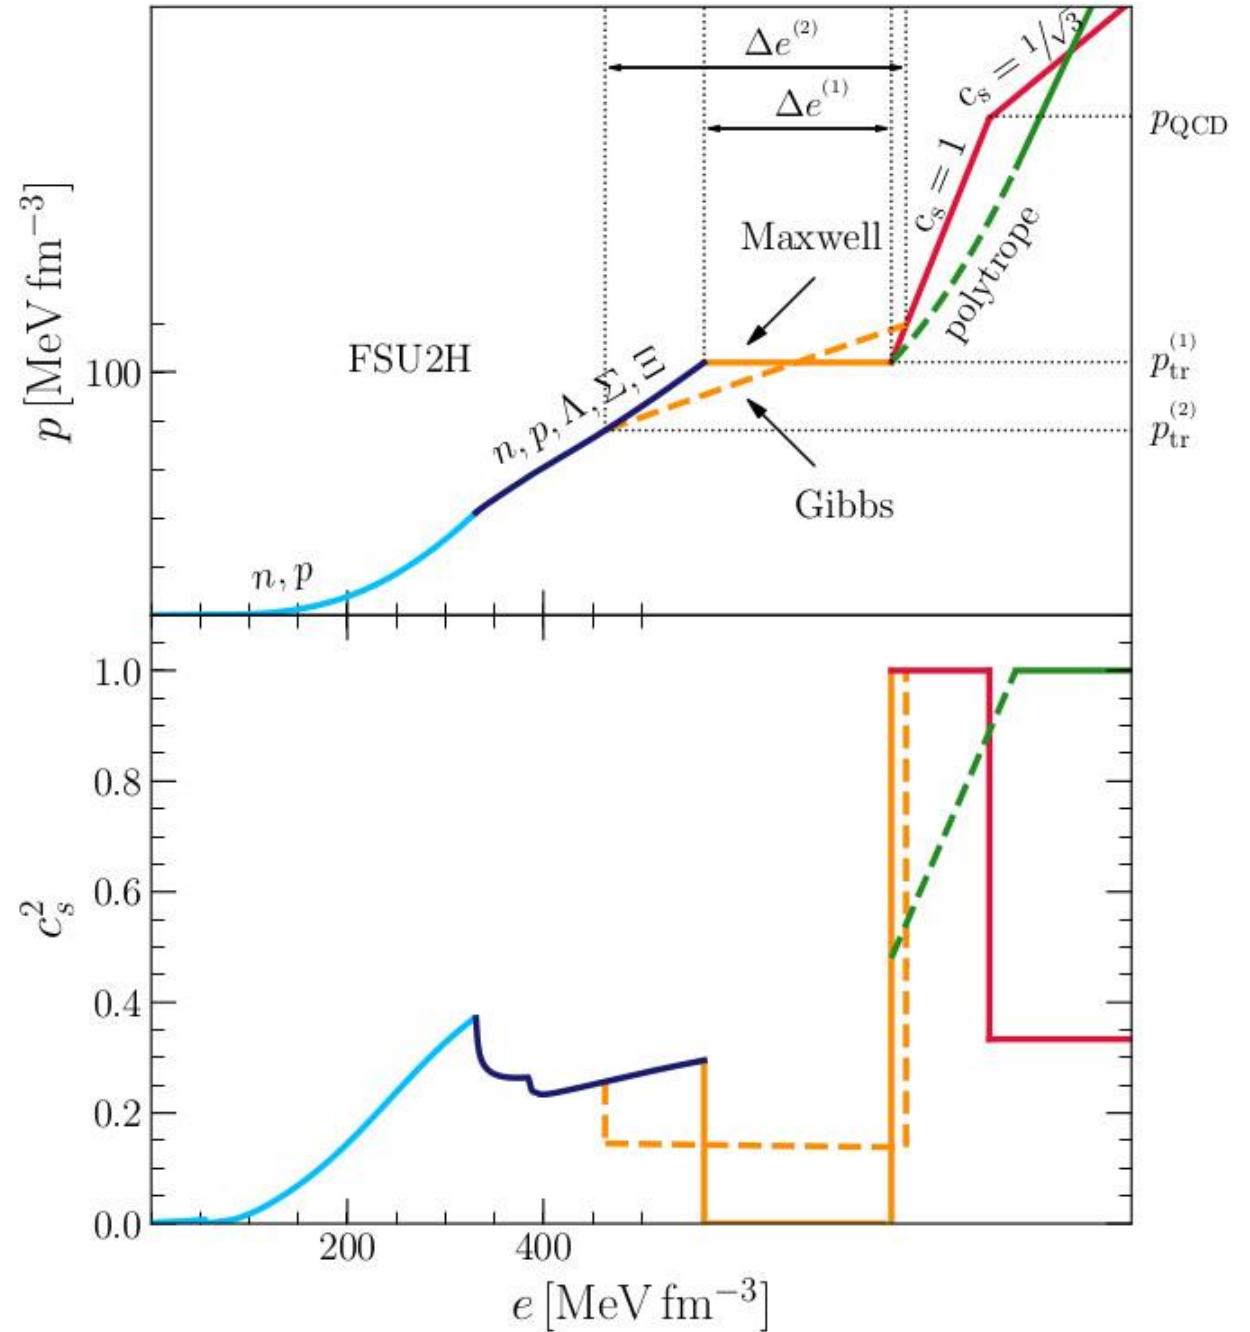 Δe⁽²⁾
Δe⁽¹⁾
c_s = 1/√3
p_QCD
c_s = 1
Maxwell
polytrope
p [MeV fm⁻³]
100
FSU2H
p_tr⁽¹⁾
n, p, Λ, Σ, Ξ
p_tr⁽²⁾
Gibbs
n, p
1.0
0.8
0.6
c_s²
0.4
0.2
0.0
200 400
e [MeV fm⁻³]